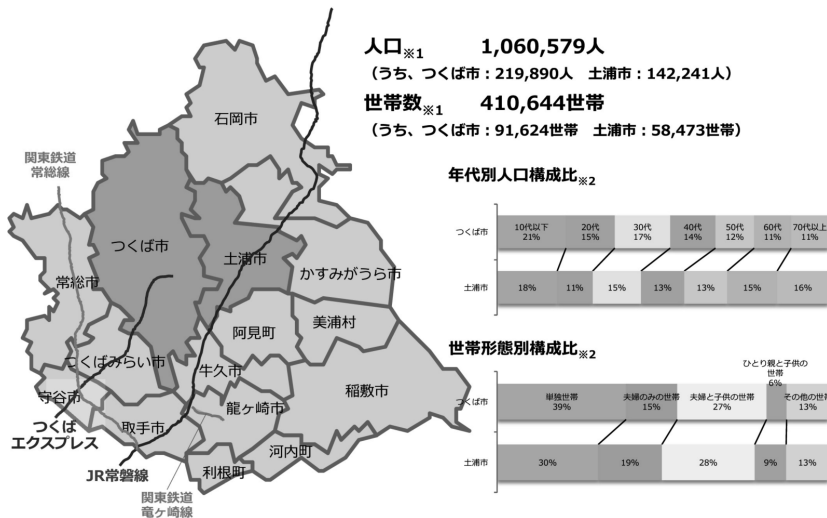 人口※1 1,060,579人
（うち、つくば市：219,890人 土浦市：142,241人）
世帯数※1 410,644世帯
（うち、つくば市：91,624世帯 土浦市：58,473世帯）
石岡市
関東鉄道
常総線
つくば市
土浦市
かすみがうら市
常総市
美浦村
阿見町
つくばみらい市
牛久市
稲敷市
守谷市
龍ヶ崎市
取手市
つくば
エクスプレス
河内町
利根町
JR常磐線
関東鉄道
竜ヶ崎線
年代別人口構成比※2
つくば市
10代以下 20代 30代 40代 50代 60代 70代以上
21% 15% 17% 14% 12% 11% 11%
土浦市
18% 11% 15% 13% 13% 15% 16%
世帯形態別構成比※2
ひとり親と子供の
世帯
6%
つくば市
単独世帯 夫婦のみの世帯 夫婦と子供の世帯 その他の世帯
39% 15% 27% 13%
土浦市
30% 19% 28% 9% 13%